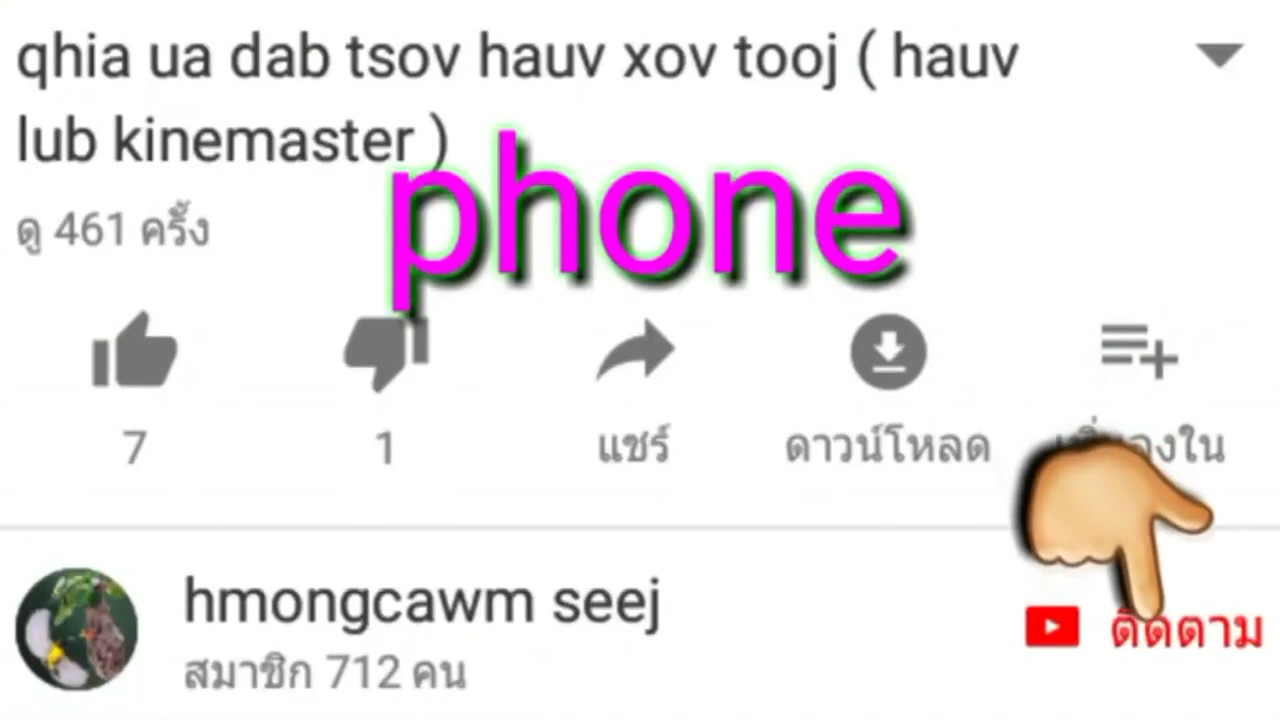 qhia ua dab tsov hauv xov tooj ( hauv
lub kinemaster )
phone
ดู 461 ครั้ง
7
1
แชร์
ดาวน์โหลด
hmongcawm seej
สมาชิก 712 คน
ติดตาม